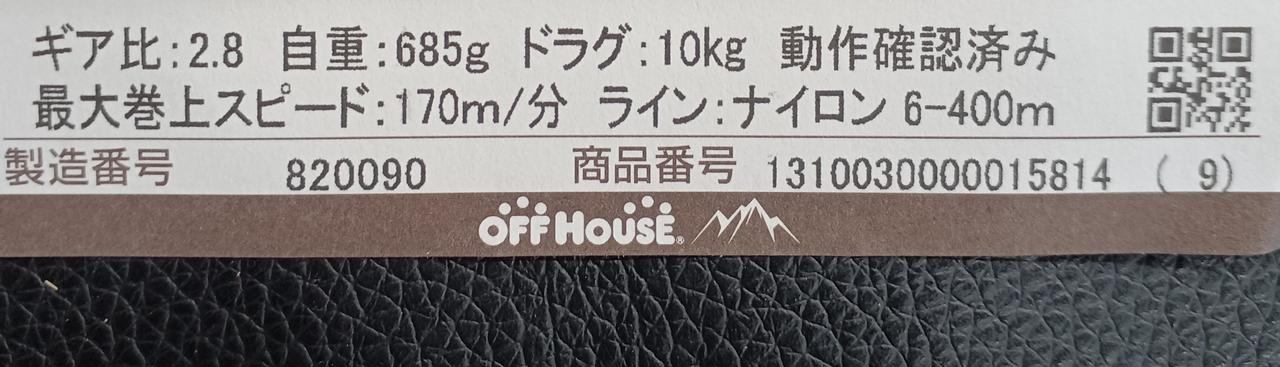 ギア比:2.8 自重:685g ドラグ:10kg 動作確認済み
最大巻上スピード:170m/分 ライン:ナイロン 6-400m
製造番号 820090 商品番号 1310030000015814 ( 9)
OFF HOUSE®